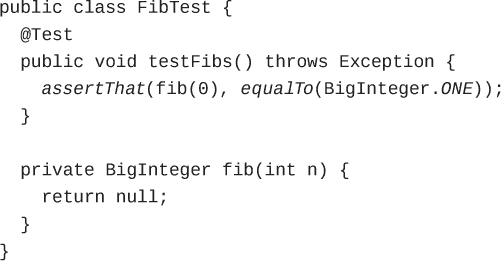 public class FibTest {
  @Test
  public void testFibs() throws Exception {
    assertThat(fib(0), equalTo(BigInteger.ONE));
  }

  private BigInteger fib(int n) {
    return null;
  }
}